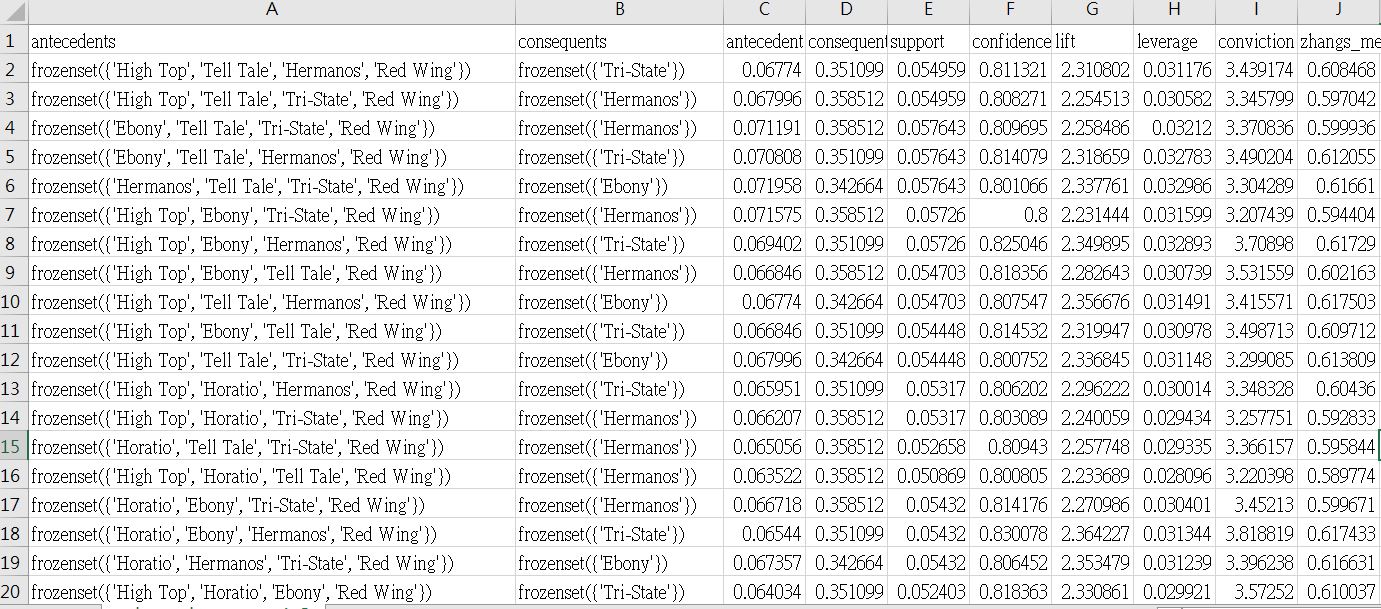 A B C D E F G H I J
1 antecedents consequents antecedent consequent support confidence lift leverage conviction zhangs_me
2 frozenset({'High Top', 'Tell Tale', 'Hermanos', 'Red Wing'}) frozenset({'Tri-State'}) 0.06774 0.351099 0.054959 0.811321 2.310802 0.031176 3.439174 0.608468
3 frozenset({'High Top', 'Tell Tale', 'Tri-State', 'Red Wing'}) frozenset({'Hermanos'}) 0.067996 0.358512 0.054959 0.808271 2.254513 0.030582 3.345799 0.597042
4 frozenset({'Ebony', 'Tell Tale', 'Tri-State', 'Red Wing'}) frozenset({'Hermanos'}) 0.071191 0.358512 0.057643 0.809695 2.258486 0.03212 3.370836 0.599936
5 frozenset({'Ebony', 'Tell Tale', 'Hermanos', 'Red Wing'}) frozenset({'Tri-State'}) 0.070808 0.351099 0.057643 0.814079 2.318659 0.032783 3.490204 0.612055
6 frozenset({'Hermanos', 'Tell Tale', 'Tri-State', 'Red Wing'}) frozenset({'Ebony'}) 0.071958 0.342664 0.057643 0.801066 2.337761 0.032986 3.304289 0.61661
7 frozenset({'High Top', 'Ebony', 'Tri-State', 'Red Wing'}) frozenset({'Hermanos'}) 0.071575 0.358512 0.05726 0.8 2.231444 0.031599 3.207439 0.594404
8 frozenset({'High Top', 'Ebony', 'Hermanos', 'Red Wing'}) frozenset({'Tri-State'}) 0.069402 0.351099 0.05726 0.825046 2.349895 0.032893 3.70898 0.61729
9 frozenset({'High Top', 'Ebony', 'Tell Tale', 'Red Wing'}) frozenset({'Hermanos'}) 0.066846 0.358512 0.054703 0.818356 2.282643 0.030739 3.531559 0.602163
10 frozenset({'High Top', 'Tell Tale', 'Hermanos', 'Red Wing'}) frozenset({'Ebony'}) 0.06774 0.342664 0.054703 0.807547 2.356676 0.031491 3.415571 0.617503
11 frozenset({'High Top', 'Ebony', 'Tell Tale', 'Red Wing'}) frozenset({'Tri-State'}) 0.066846 0.351099 0.054448 0.814532 2.319947 0.030978 3.498713 0.609712
12 frozenset({'High Top', 'Tell Tale', 'Tri-State', 'Red Wing'}) frozenset({'Ebony'}) 0.067996 0.342664 0.054448 0.800752 2.336845 0.031148 3.299085 0.613809
13 frozenset({'High Top', 'Horatio', 'Hermanos', 'Red Wing'}) frozenset({'Tri-State'}) 0.065951 0.351099 0.05317 0.806202 2.296222 0.030014 3.348328 0.60436
14 frozenset({'High Top', 'Horatio', 'Tri-State', 'Red Wing'}) frozenset({'Hermanos'}) 0.066207 0.358512 0.05317 0.803089 2.240059 0.029434 3.257751 0.592833
15 frozenset({'Horatio', 'Tell Tale', 'Tri-State', 'Red Wing'}) frozenset({'Hermanos'}) 0.065056 0.358512 0.052658 0.80943 2.257748 0.029335 3.366157 0.595844
16 frozenset({'High Top', 'Horatio', 'Tell Tale', 'Red Wing'}) frozenset({'Hermanos'}) 0.063522 0.358512 0.050869 0.800805 2.233689 0.028096 3.220398 0.589774
17 frozenset({'Horatio', 'Ebony', 'Tri-State', 'Red Wing'}) frozenset({'Hermanos'}) 0.066718 0.358512 0.05432 0.814176 2.270986 0.030401 3.45213 0.599671
18 frozenset({'Horatio', 'Ebony', 'Hermanos', 'Red Wing'}) frozenset({'Tri-State'}) 0.06544 0.351099 0.05432 0.830078 2.364227 0.031344 3.818819 0.617433
19 frozenset({'Horatio', 'Hermanos', 'Tri-State', 'Red Wing'}) frozenset({'Ebony'}) 0.067357 0.342664 0.05432 0.806452 2.353479 0.031239 3.396238 0.616631
20 frozenset({'High Top', 'Horatio', 'Ebony', 'Red Wing'}) frozenset({'Tri-State'}) 0.064034 0.351099 0.052403 0.818363 2.330861 0.029921 3.57252 0.610037